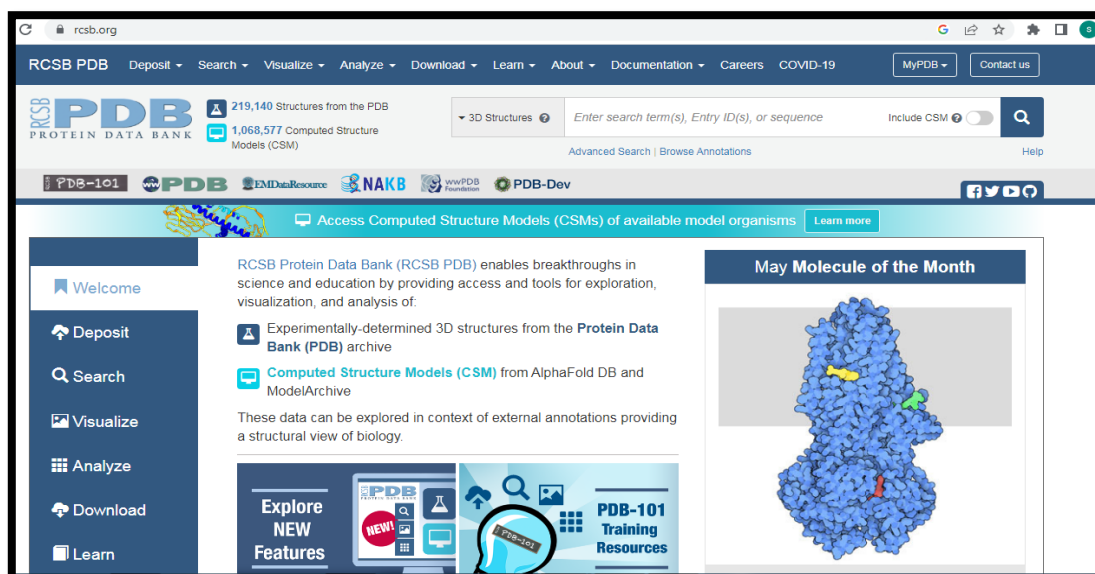 rcsb.org
RCSB PDB Deposit Search Visualize Analyze Download Learn About Documentation Careers COVID-19 MyPDB Contact us
RCSB PDB
PROTEIN DATA BANK
219,140 Structures from the PDB
1,068,577 Computed Structure
Models (CSM)
3D Structures Enter search term(s), Entry ID(s), or sequence Include CSM
Advanced Search | Browse Annotations Help
PDB-101 wwPDB EMDataResource NAKB wwPDB Foundation PDB-Dev
Access Computed Structure Models (CSMs) of available model organisms Learn more
Welcome
Deposit
Search
Visualize
Analyze
Download
Learn
RCSB Protein Data Bank (RCSB PDB) enables breakthroughs in
science and education by providing access and tools for exploration,
visualization, and analysis of:
Experimentally-determined 3D structures from the Protein Data
Bank (PDB) archive
Computed Structure Models (CSM) from AlphaFold DB and
ModelArchive
These data can be explored in context of external annotations providing
a structural view of biology.
Explore
NEW
Features
PDB
NEW!
PDB-101
PDB-101
Training
Resources
May Molecule of the Month